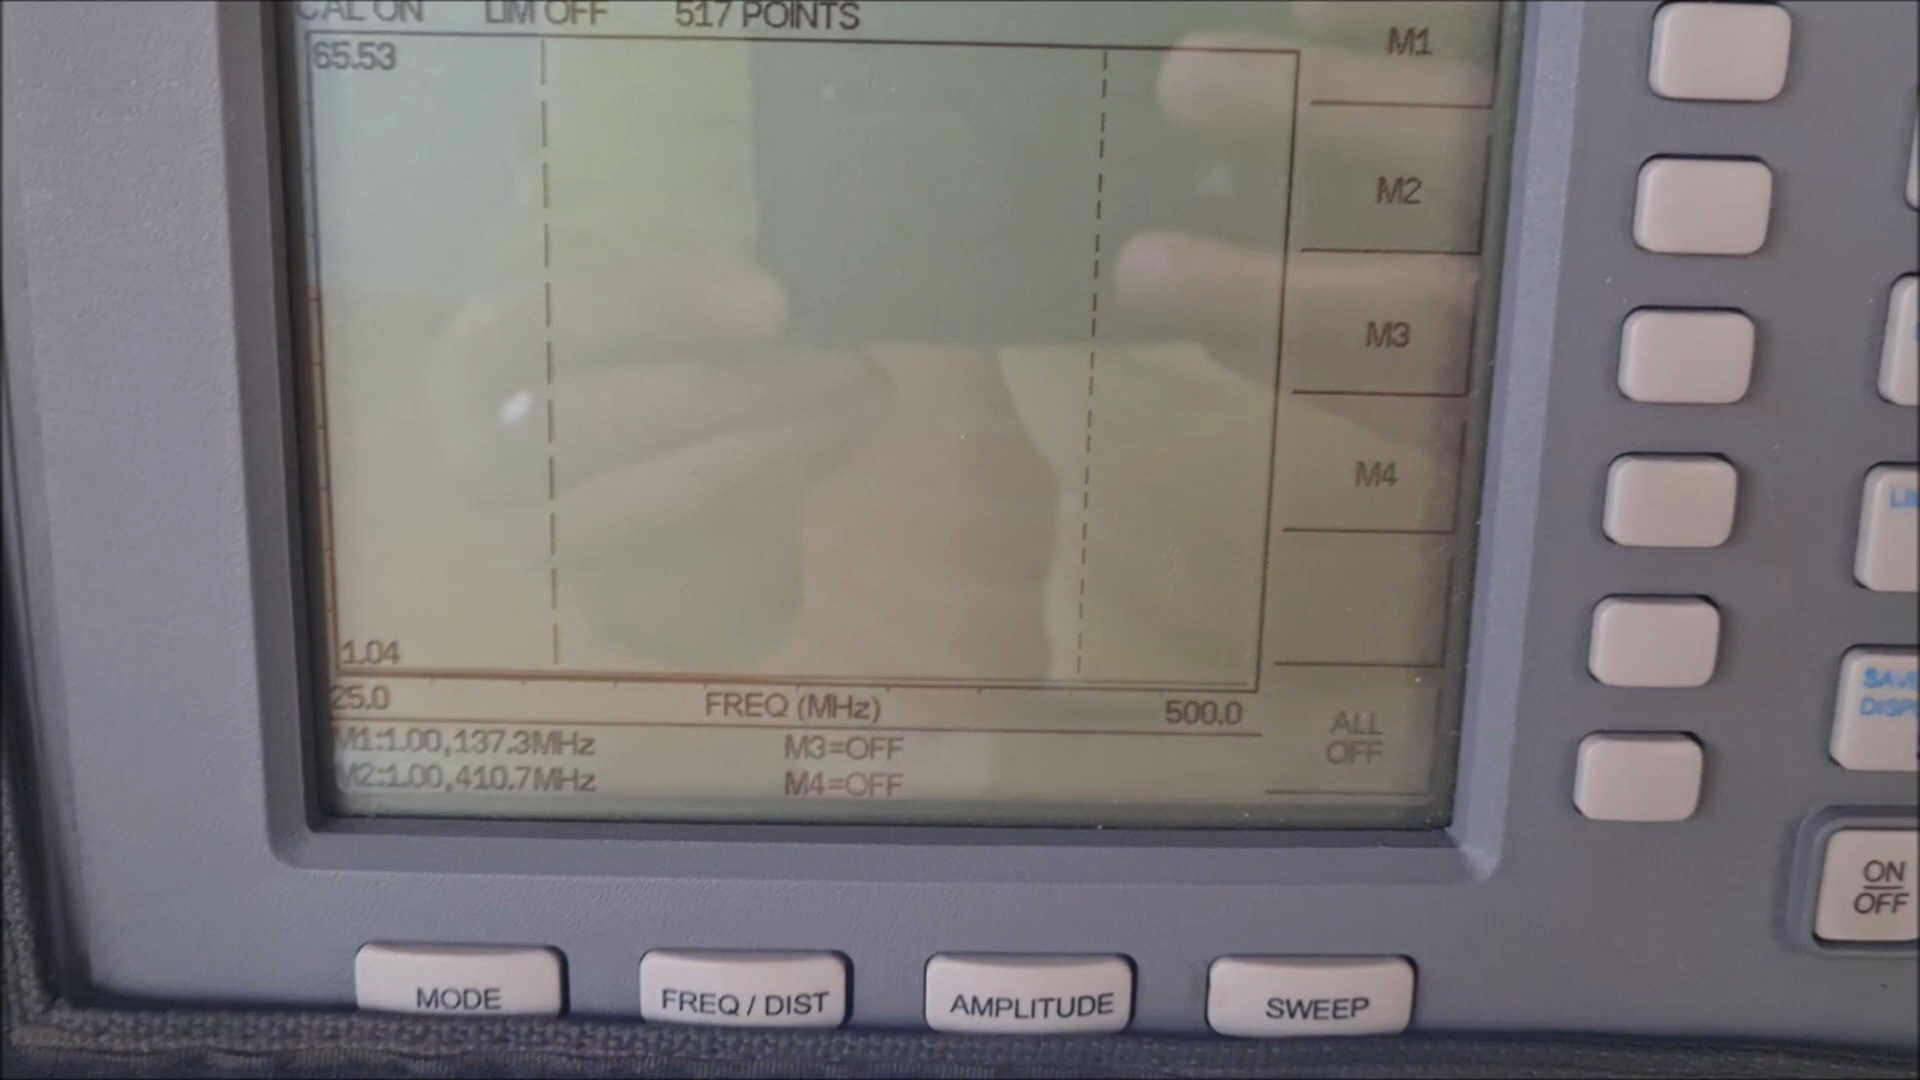 CAL ON LIM OFF 517 POINTS
65.53
M1
M2
M3
M4
1.04
25.0 FREQ (MHz) 500.0
ALL
OFF
M1:1.00,137.3MHz M3=OFF
M2:1.00,410.7MHz M4=OFF
ON
OFF
MODE FREQ / DIST AMPLITUDE SWEEP